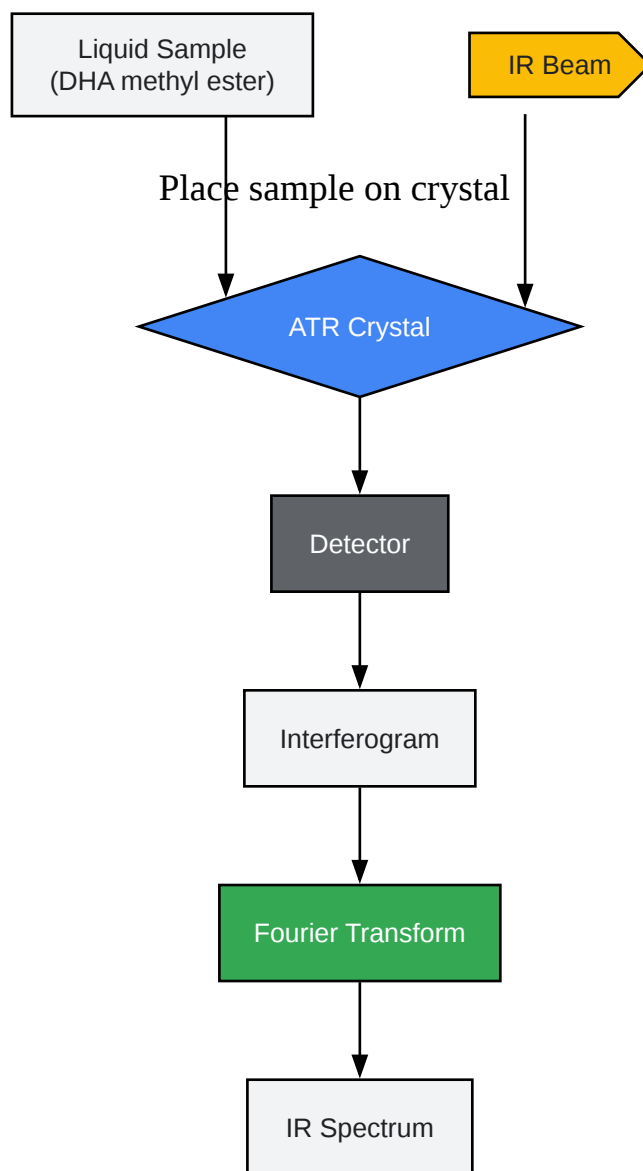 Liquid Sample
(DHA methyl ester)
IR Beam
Place sample on crystal
ATR Crystal
Detector
Interferogram
Fourier Transform
IR Spectrum